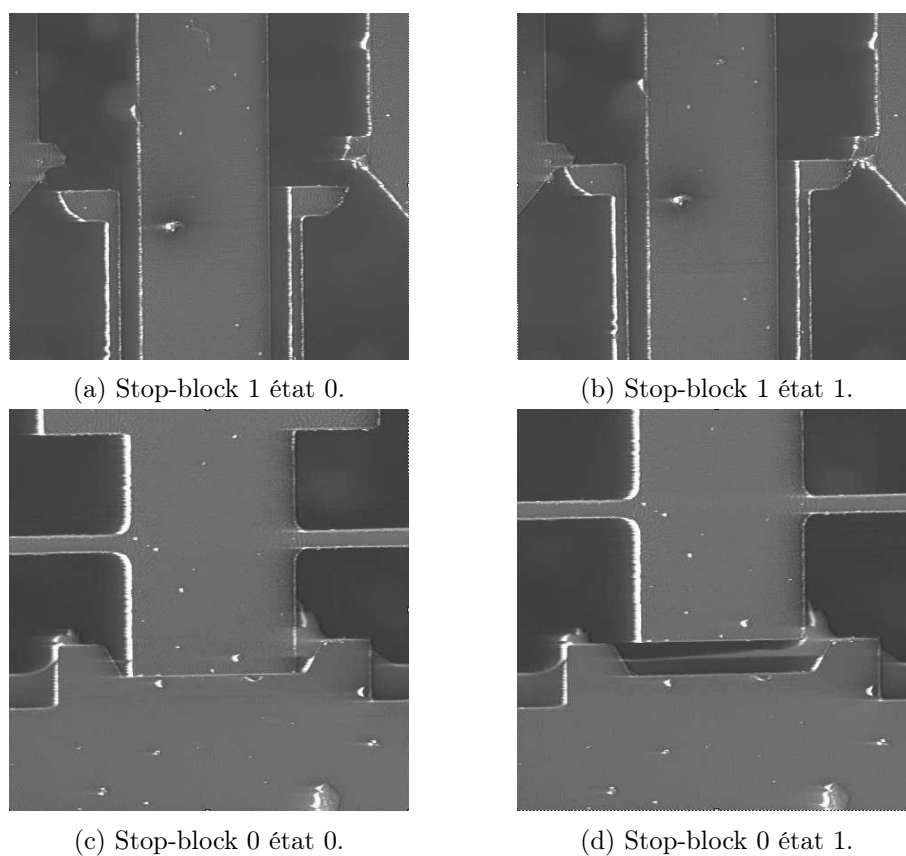 (a) Stop-block 1 état 0.
(b) Stop-block 1 état 1.
(c) Stop-block 0 état 0.
(d) Stop-block 0 état 1.